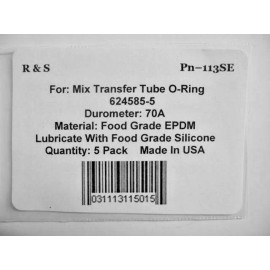 R & S Pn–113SE
For: Mix Transfer Tube O-Ring
624585-5
Durometer: 70A
Material: Food Grade EPDM
Lubricate With Food Grade Silicone
Quantity: 5 Pack Made In USA
031113115015